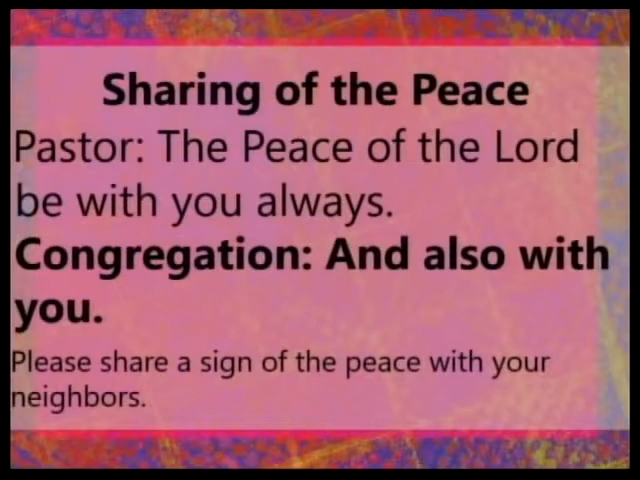 Sharing of the Peace
Pastor: The Peace of the Lord
be with you always.
Congregation: And also with
you.
Please share a sign of the peace with your
neighbors.